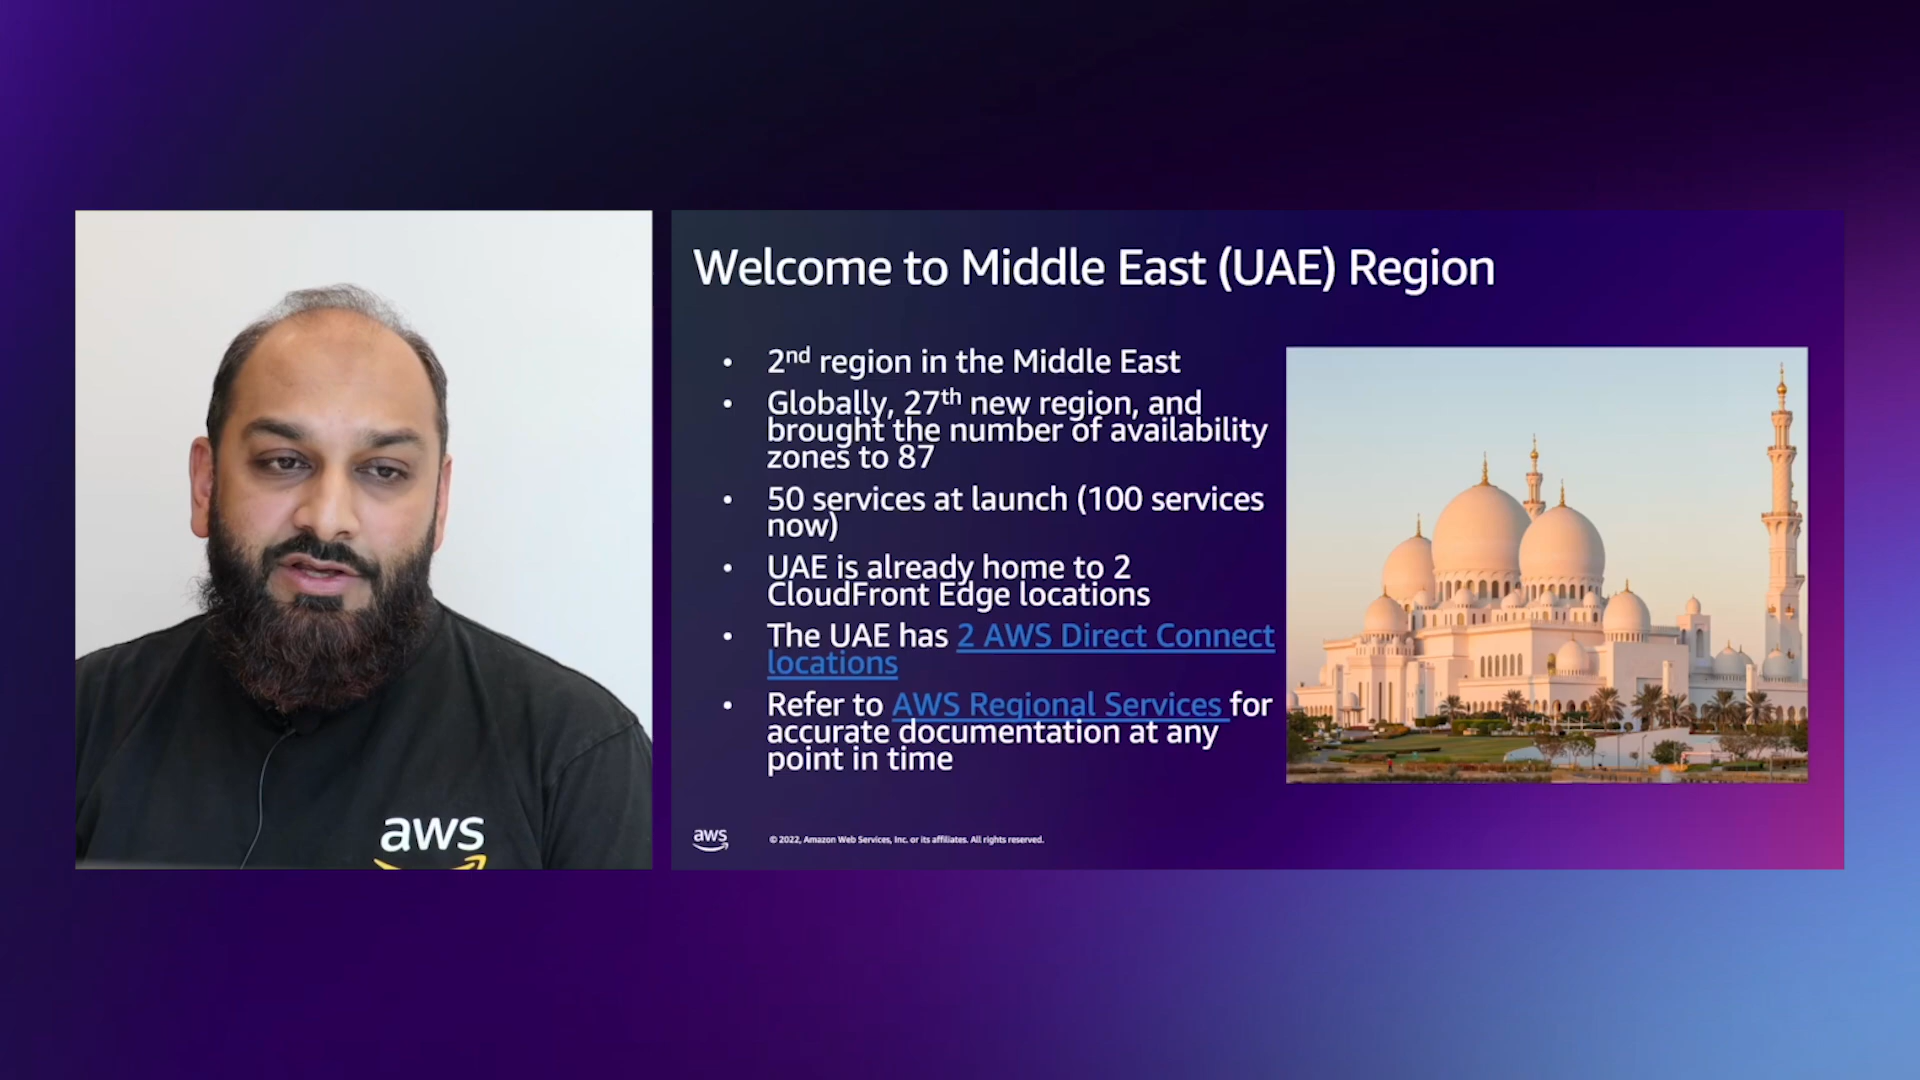 Welcome to Middle East (UAE) Region
• 2nd region in the Middle East
• Globally, 27th new region, and
brought the number of availability
zones to 87
• 50 services at launch (100 services
now)
• UAE is already home to 2
CloudFront Edge locations
• The UAE has 2 AWS Direct Connect
locations
• Refer to AWS Regional Services for
accurate documentation at any
point in time
aws
aws
© 2022, Amazon Web Services, Inc. or its affiliates. All rights reserved.